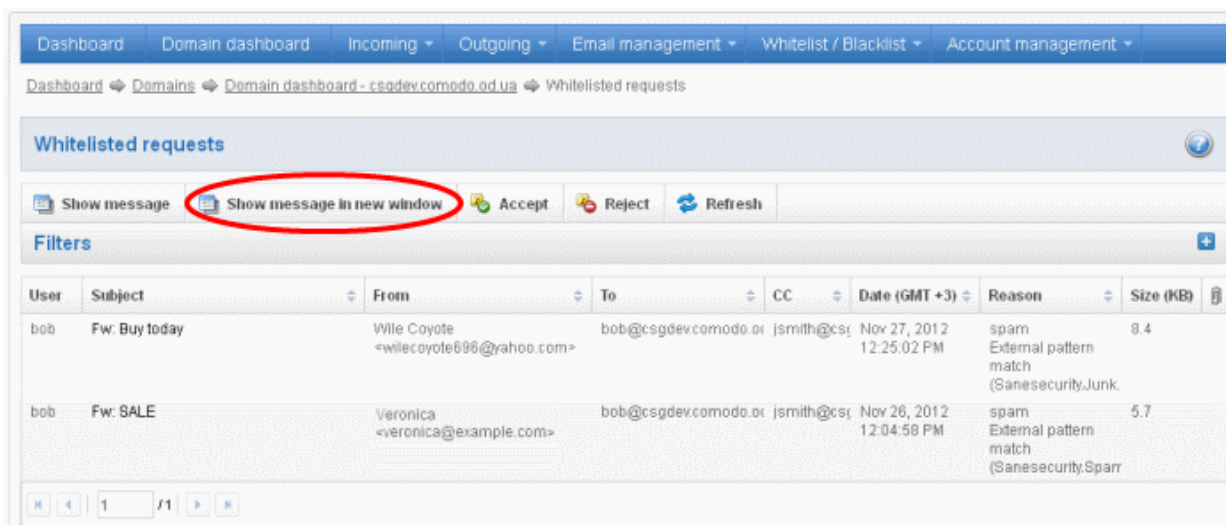 Dashboard Domain dashboard Incoming Outgoing Email management Whitelist / Blacklist Account management
Dashboard Domains Domain dashboard - csgdev.comodo.od.ua Whitelisted requests
Whitelisted requests
Show message Show message in new window Accept Reject Refresh
Filters
User Subject From To CC Date (GMT +3) Reason Size (KB)
bob Fw: Buy today Wile Coyote bob@csgdev.comodo.o jsmith@csg Nov 27, 2012 spam 8.4
<wilecoyote696@yahoo.com> 12:25:02 PM External pattern
match
(Sanesecurity.Junk.
bob Fw: SALE Veronica bob@csgdev.comodo.o jsmith@csg Nov 26, 2012 spam 5.7
<veronica@example.com> 12:04:58 PM External pattern
match
(Sanesecurity.Spam
1 /1